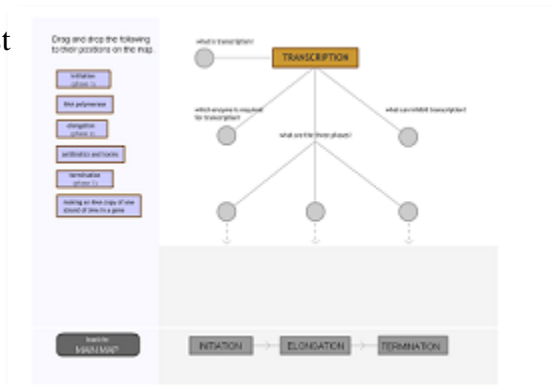 st
Drag and drop the following
to their positions on the map.
initiation
(phase 1)
RNA polymerase
elongation
(phase 2)
antibiotics and toxins
termination
(phase 3)
making an RNA copy of one
strand of DNA in a gene
what is transcription?
TRANSCRIPTION
which enzyme is required
for transcription?
what can inhibit transcription?
what are the three phases?
back to
MAIN MAP
INITIATION
ELONGATION
TERMINATION